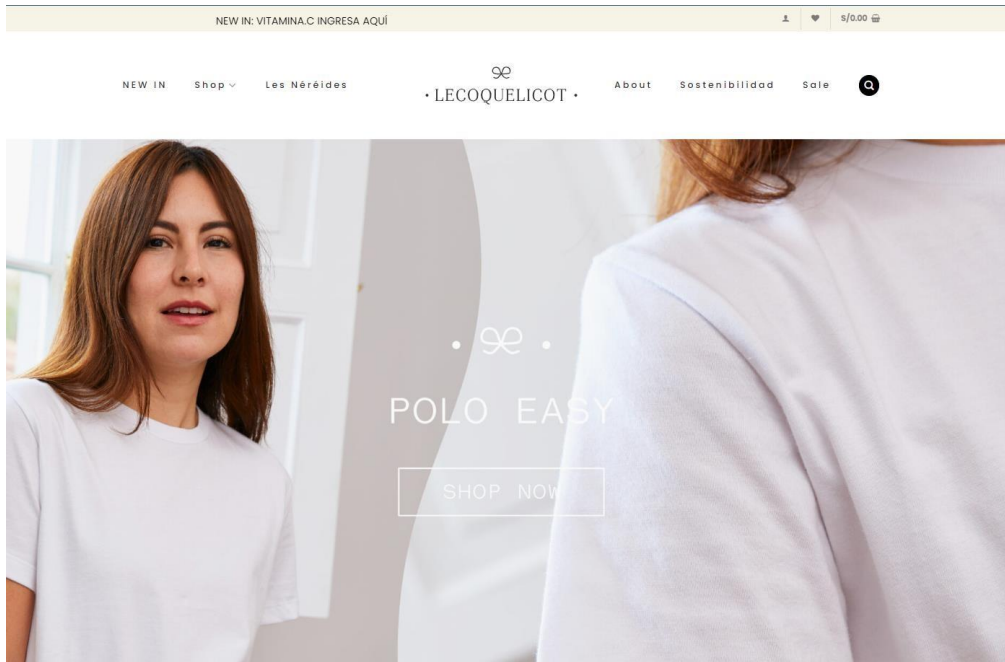 NEW IN: VITAMINA.C INGRESA AQUÍ
S/0.00
NEW IN Shop Les Néréides
• LECOQUELICOT •
About Sostenibilidad Sale
POLO EASY
SHOP NOW